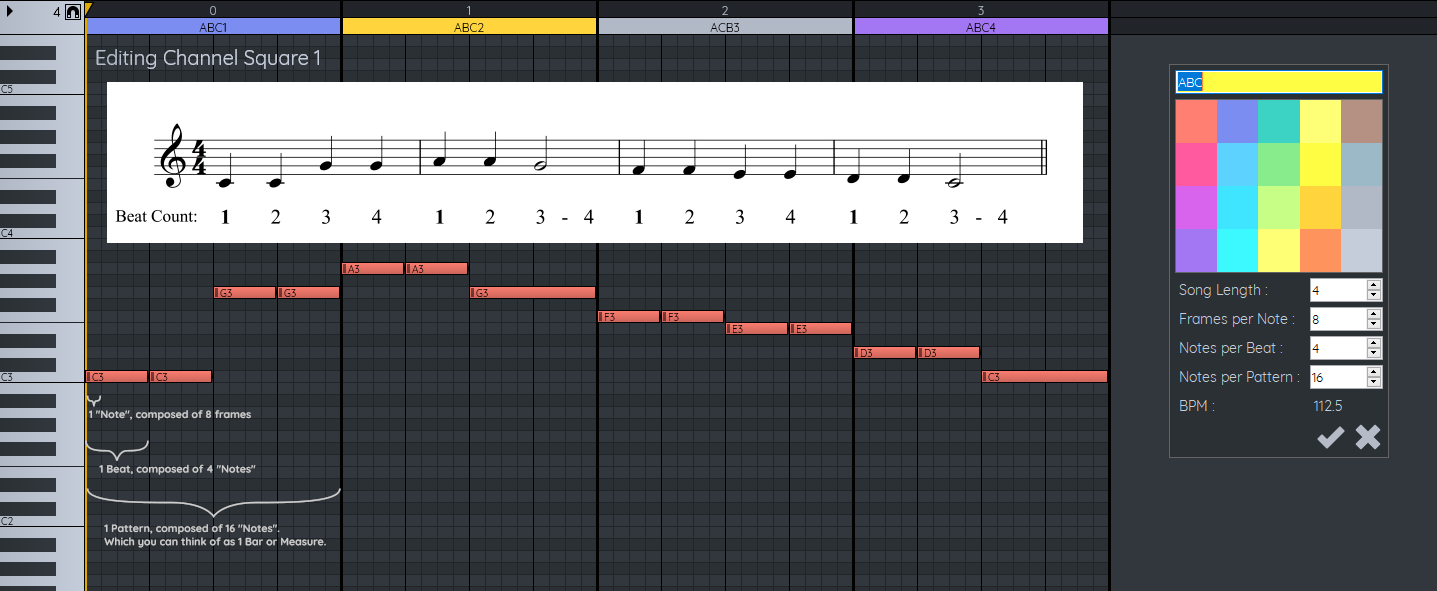 4
0 1 2 3
ABC1 ABC2 ACB3 ABC4
Editing Channel Square 1
C5
4
4
Beat Count: 1 2 3 4 1 2 3 - 4 1 2 3 4 1 2 3 - 4
C4
A3 A3
G3 G3 G3
F3 F3
E3 E3
D3 D3
C3 C3 C3 C3
1 "Note", composed of 8 frames
1 Beat, composed of 4 "Notes"
C2
1 Pattern, composed of 16 "Notes".
Which you can think of as 1 Bar or Measure.
ABC
Song Length : 4
Frames per Note : 8
Notes per Beat : 4
Notes per Pattern : 16
BPM : 112.5